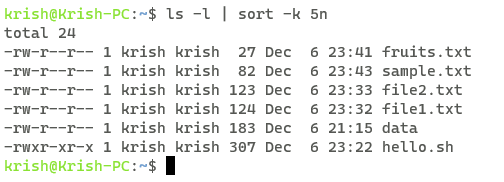 krish@Krish-PC:~$ ls -l | sort -k 5n
total 24
-rw-r--r-- 1 krish krish  27 Dec  6 23:41 fruits.txt
-rw-r--r-- 1 krish krish  82 Dec  6 23:43 sample.txt
-rw-r--r-- 1 krish krish 123 Dec  6 23:33 file2.txt
-rw-r--r-- 1 krish krish 124 Dec  6 23:32 file1.txt
-rw-r--r-- 1 krish krish 183 Dec  6 21:15 data
-rwxr-xr-x 1 krish krish 307 Dec  6 23:22 hello.sh
krish@Krish-PC:~$